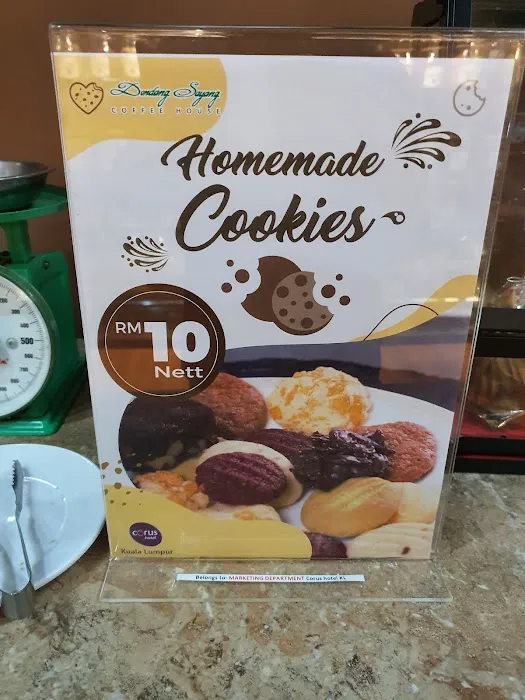 Dondang Sayang
COFFEE HOUSE
Homemade
Cookies
RM 10
Nett
corus
hotel
Kuala Lumpur
Belongs to: MARKETING DEPARTMENT Corus hotel KL
500